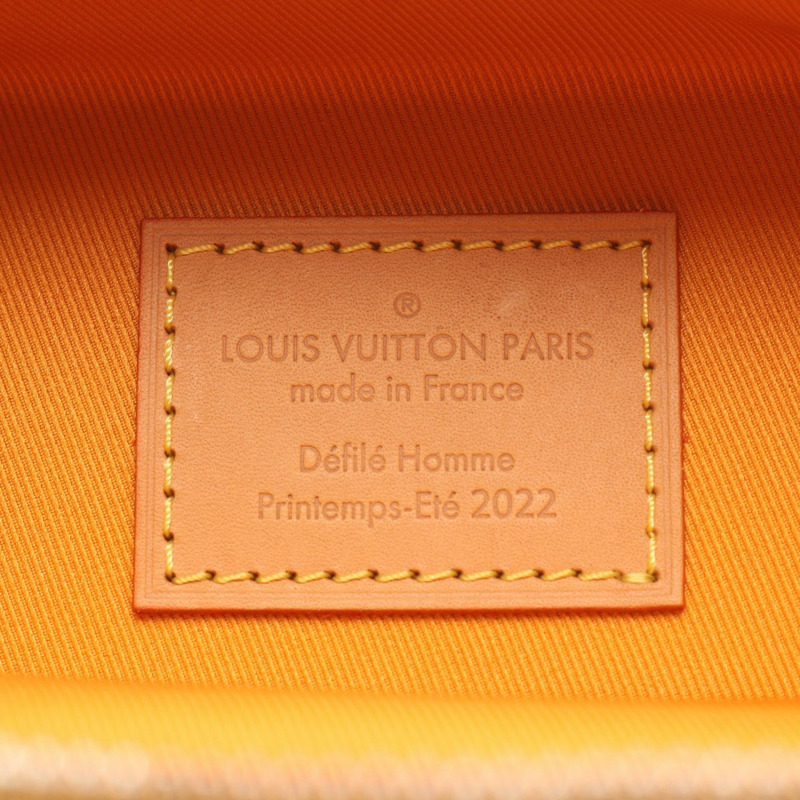 ®
LOUIS VUITTON PARIS
made in France
Défilé Homme
Printemps-Eté 2022